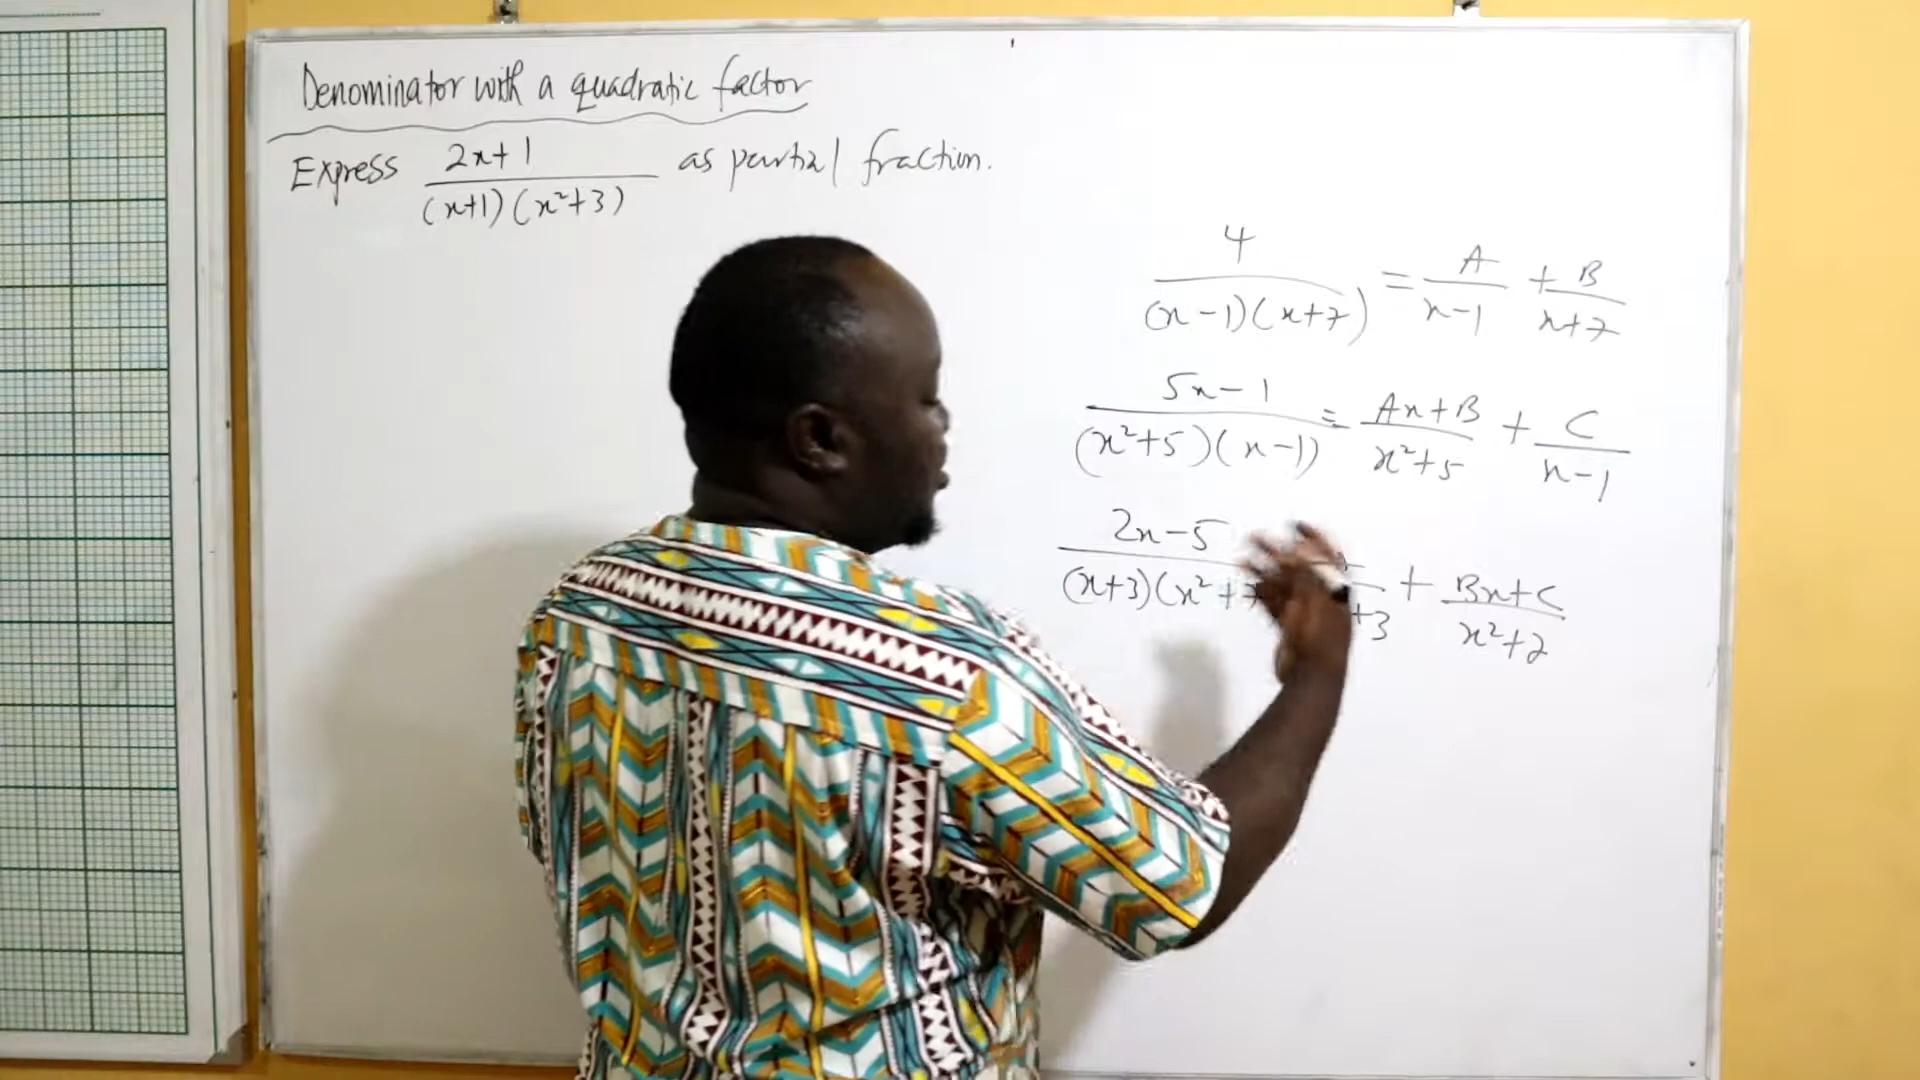 Denominator with a quadratic factor
Express 2x+1 / (x+1)(x²+3) as partial fraction.
4 / (x-1)(x+7) = A / x-1 + B / x+7
5x-1 / (x²+5)(x-1) = Ax+B / x²+5 + C / x-1
2x-5 / (x+3)(x²+ +3 + Bx+C / x²+2